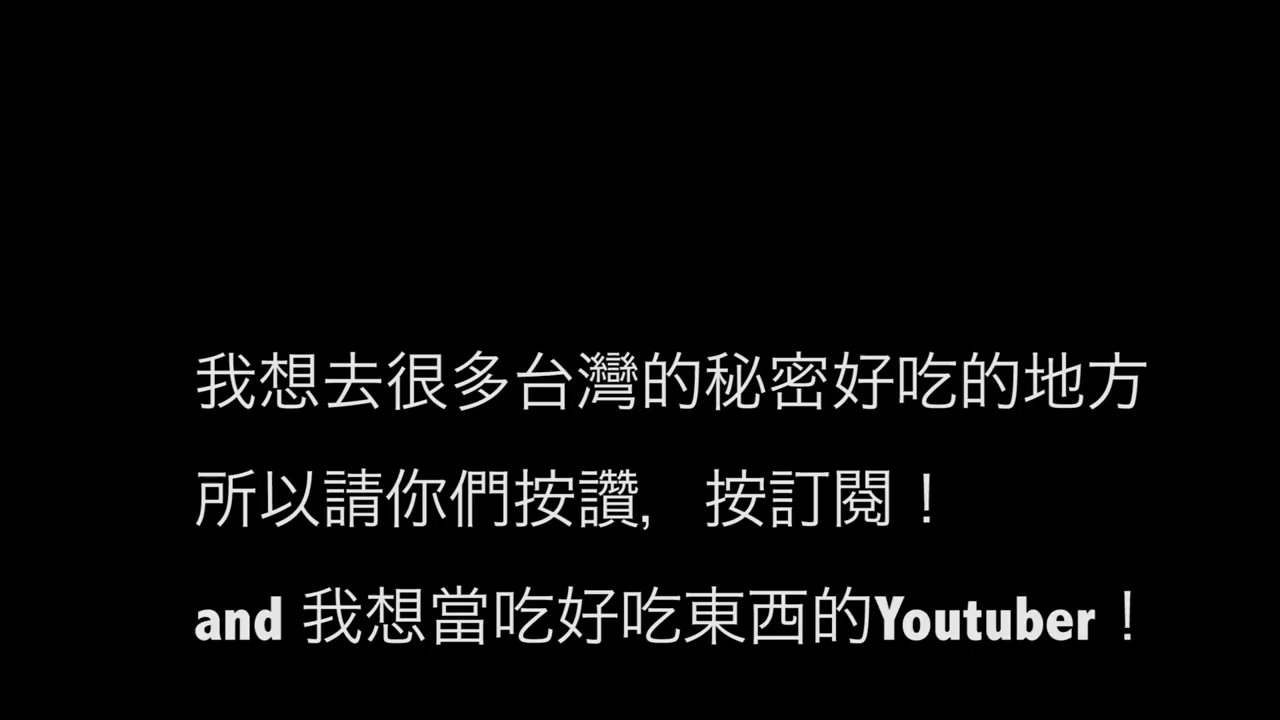 我想去很多台灣的秘密好吃的地方
所以請你們按讚，按訂閱！
and 我想當吃好吃東西的Youtuber！